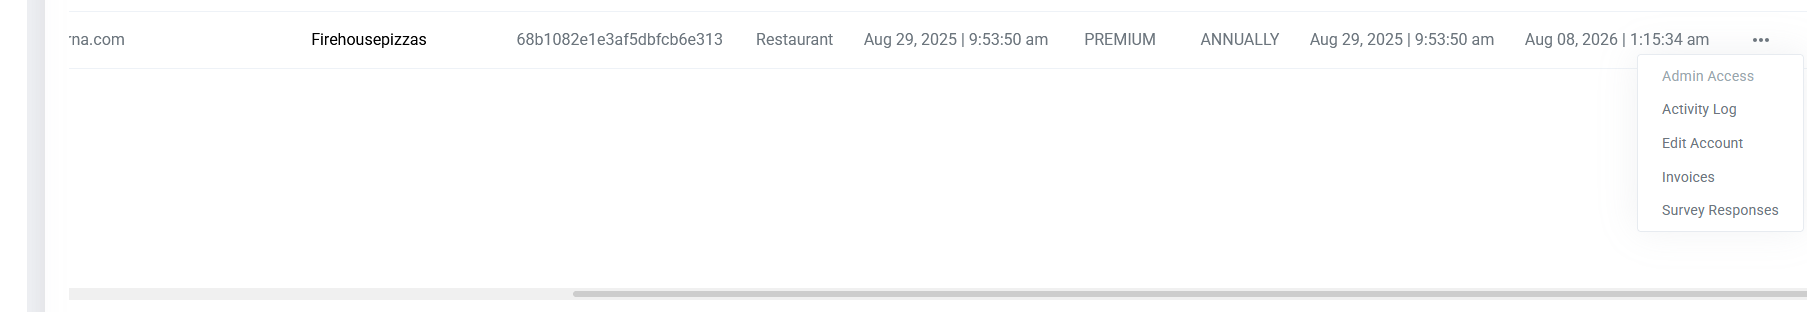 rna.com Firehousepizzas 68b1082e1e3af5dbfcb6e313 Restaurant Aug 29, 2025 | 9:53:50 am PREMIUM ANNUALLY Aug 29, 2025 | 9:53:50 am Aug 08, 2026 | 1:15:34 am
Admin Access
Activity Log
Edit Account
Invoices
Survey Responses